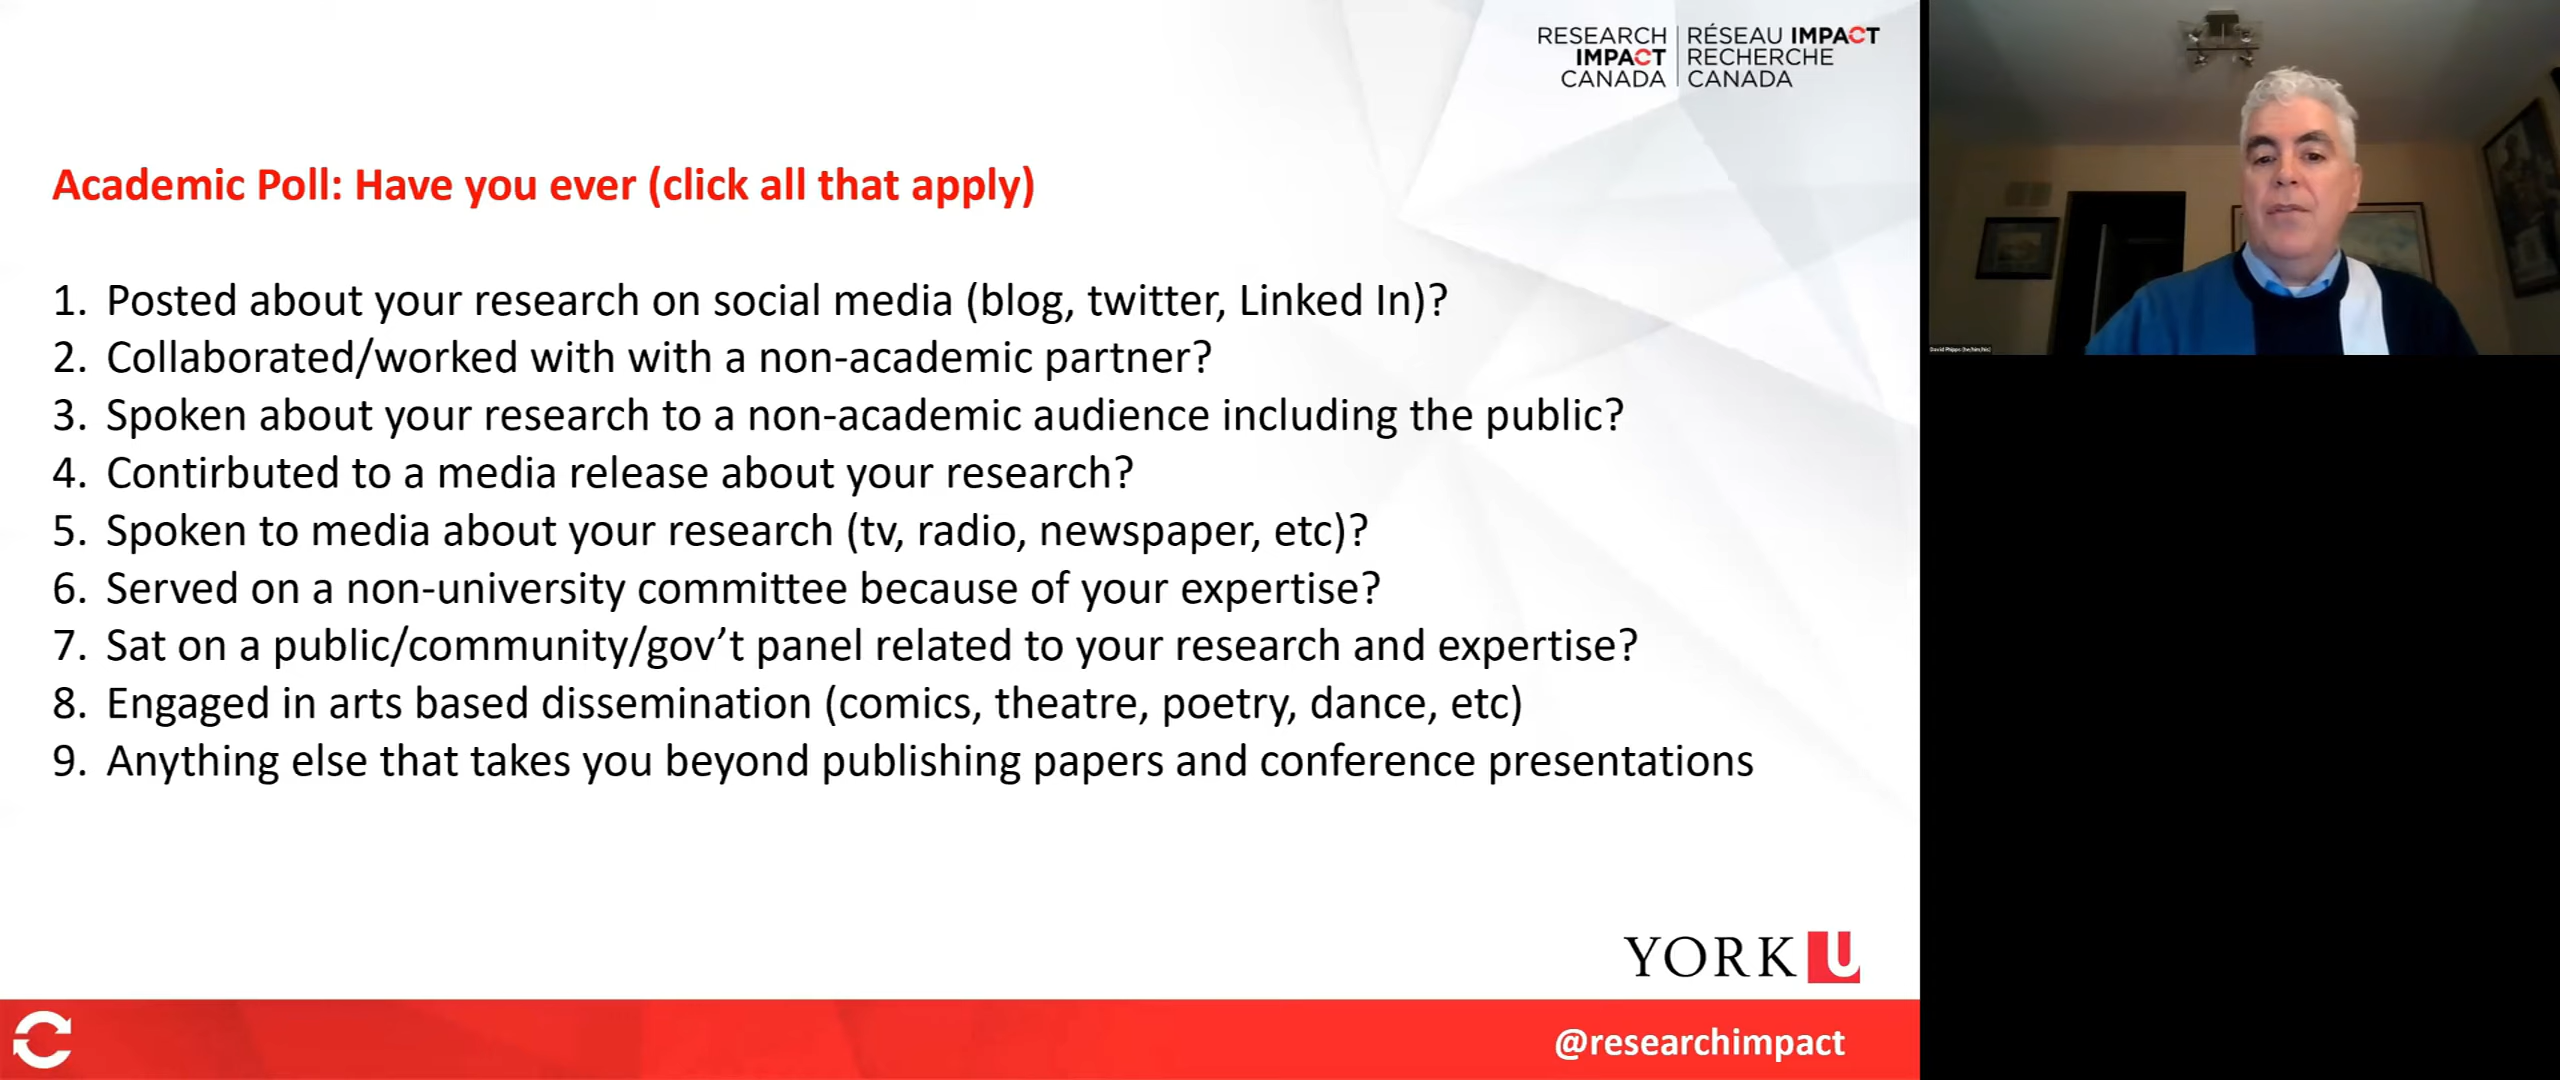 RESEARCH
IMPACT
CANADA
RÉSEAU IMPACT
RECHERCHE
CANADA
Academic Poll: Have you ever (click all that apply)
1. Posted about your research on social media (blog, twitter, Linked In)?
2. Collaborated/worked with with a non-academic partner?
3. Spoken about your research to a non-academic audience including the public?
4. Contirbuted to a media release about your research?
5. Spoken to media about your research (tv, radio, newspaper, etc)?
6. Served on a non-university committee because of your expertise?
7. Sat on a public/community/gov’t panel related to your research and expertise?
8. Engaged in arts based dissemination (comics, theatre, poetry, dance, etc)
9. Anything else that takes you beyond publishing papers and conference presentations
YORK U
@researchimpact
David Phipps (he/him/his)